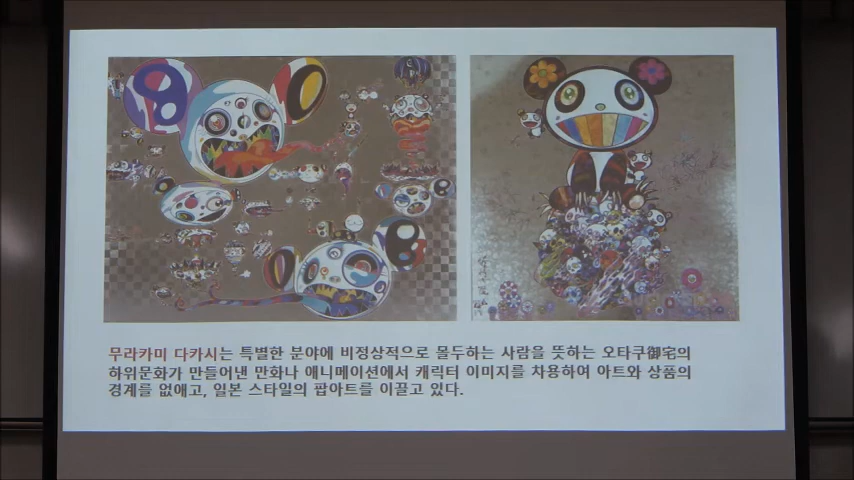 무라카미 다카시는 특별한 분야에 비정상적으로 몰두하는 사람을 뜻하는 오타쿠御宅의
하위문화가 만들어낸 만화나 애니메이션에서 캐릭터 이미지를 차용하여 아트와 상품의
경계를 없애고, 일본 스타일의 팝아트를 이끌고 있다.